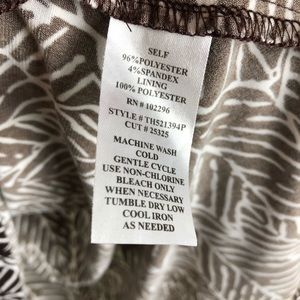 SELF
96%POLYESTER
4%SPANDEX
LINING
100% POLYESTER
RN # 102296
STYLE # TH521394P
CUT # 25325
MACHINE WASH
COLD
GENTLE CYCLE
USE NON-CHLORINE
BLEACH ONLY
WHEN NECESSARY
TUMBLE DRY LOW
COOL IRON
AS NEEDED